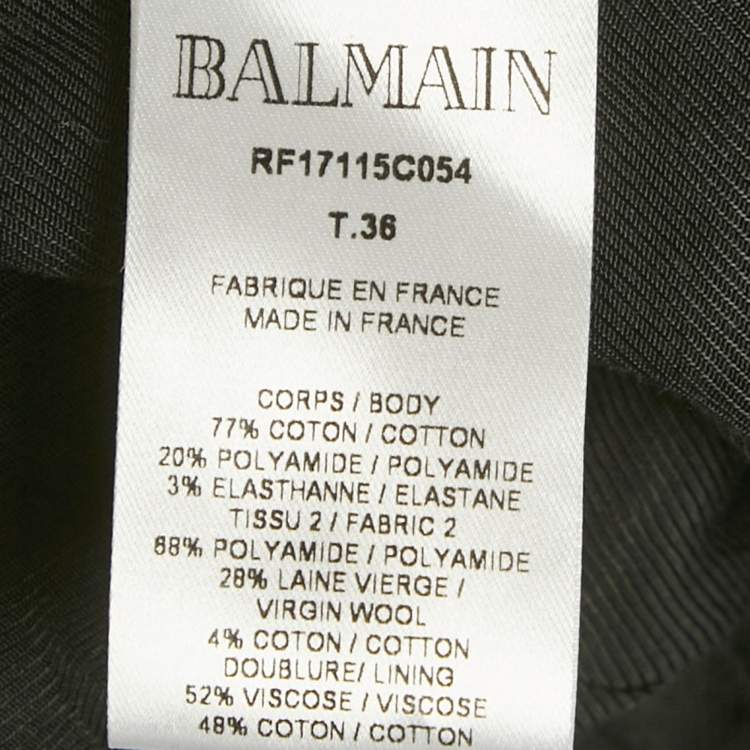 BALMAIN
RF17115C054
T.36
FABRIQUE EN FRANCE
MADE IN FRANCE
CORPS / BODY
77% COTON / COTTON
20% POLYAMIDE / POLYAMIDE
3% ELASTHANNE / ELASTANE
TISSU 2 / FABRIC 2
68% POLYAMIDE / POLYAMIDE
28% LAINE VIERGE /
VIRGIN WOOL
4% COTON / COTTON
DOUBLURE/ LINING
52% VISCOSE / VISCOSE
48% COTON / COTTON